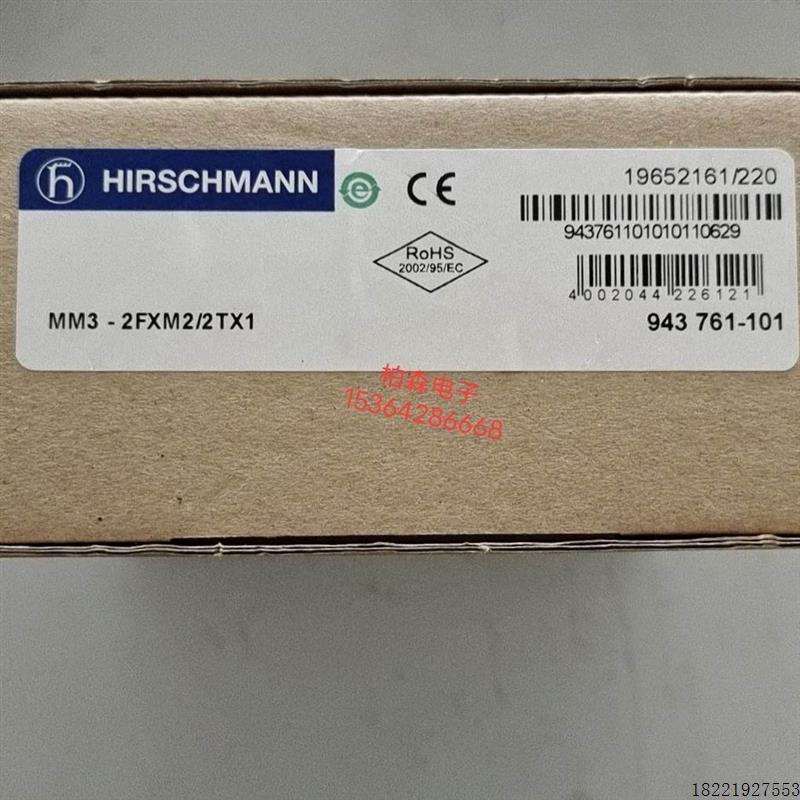 HIRSCHMANN
e
CE
19652161/220
943761101010110629
RoHS
2002/95/EC
4 002044 226121
MM3 - 2FXM2/2TX1
943 761-101
柏森电子
15364286668
18221927553